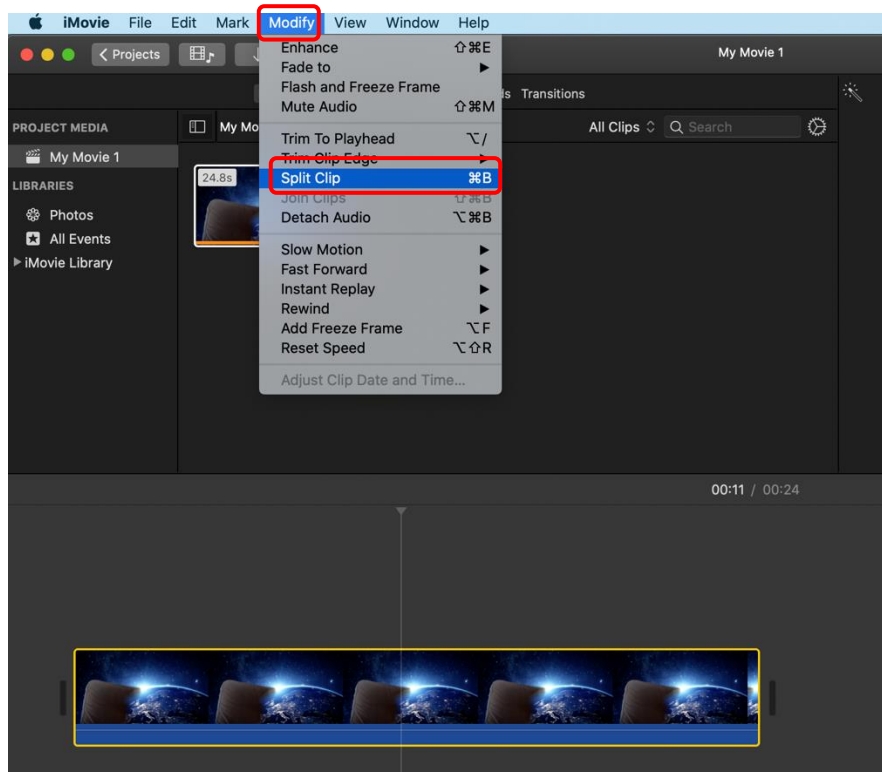 iMovie File Edit Mark Modify View Window Help
Projects
My Movie 1
Transitions
PROJECT MEDIA
My Mo
All Clips
Search
My Movie 1
LIBRARIES
Photos
All Events
iMovie Library
24.8s
Enhance ⇧⌘E
Fade to ▶
Flash and Freeze Frame
Mute Audio ⇧⌘M
Trim To Playhead ⌥/
Trim Clip Edge ▶
Split Clip ⌘B
Join Clips ⇧⌘B
Detach Audio ⌥⌘B
Slow Motion ▶
Fast Forward ▶
Instant Replay ▶
Rewind ▶
Add Freeze Frame ⌥F
Reset Speed ⌥⇧R
Adjust Clip Date and Time...
00:11 / 00:24